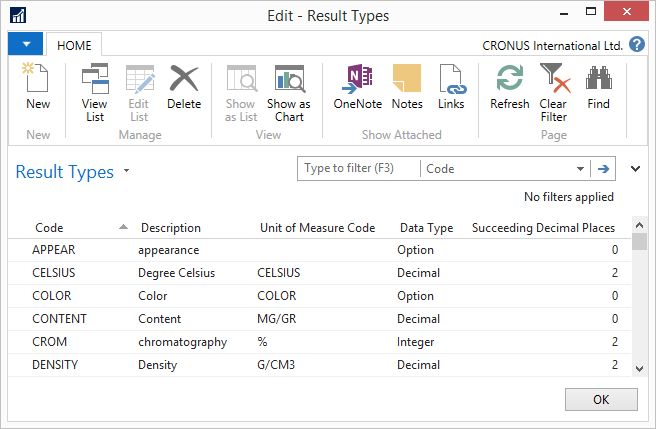 Edit - Result Types
HOME
CRONUS International Ltd. ?
New View List Edit List Delete Show as List Show as Chart OneNote Notes Links Refresh Clear Filter Find
New Manage View Show Attached Page
Result Types
Type to filter (F3) Code
No filters applied
Code Description Unit of Measure Code Data Type Succeeding Decimal Places
APPEAR appearance Option 0
CELSIUS Degree Celsius CELSIUS Decimal 2
COLOR Color COLOR Option 0
CONTENT Content MG/GR Decimal 0
CROM chromatography % Integer 2
DENSITY Density G/CM3 Decimal 2
OK